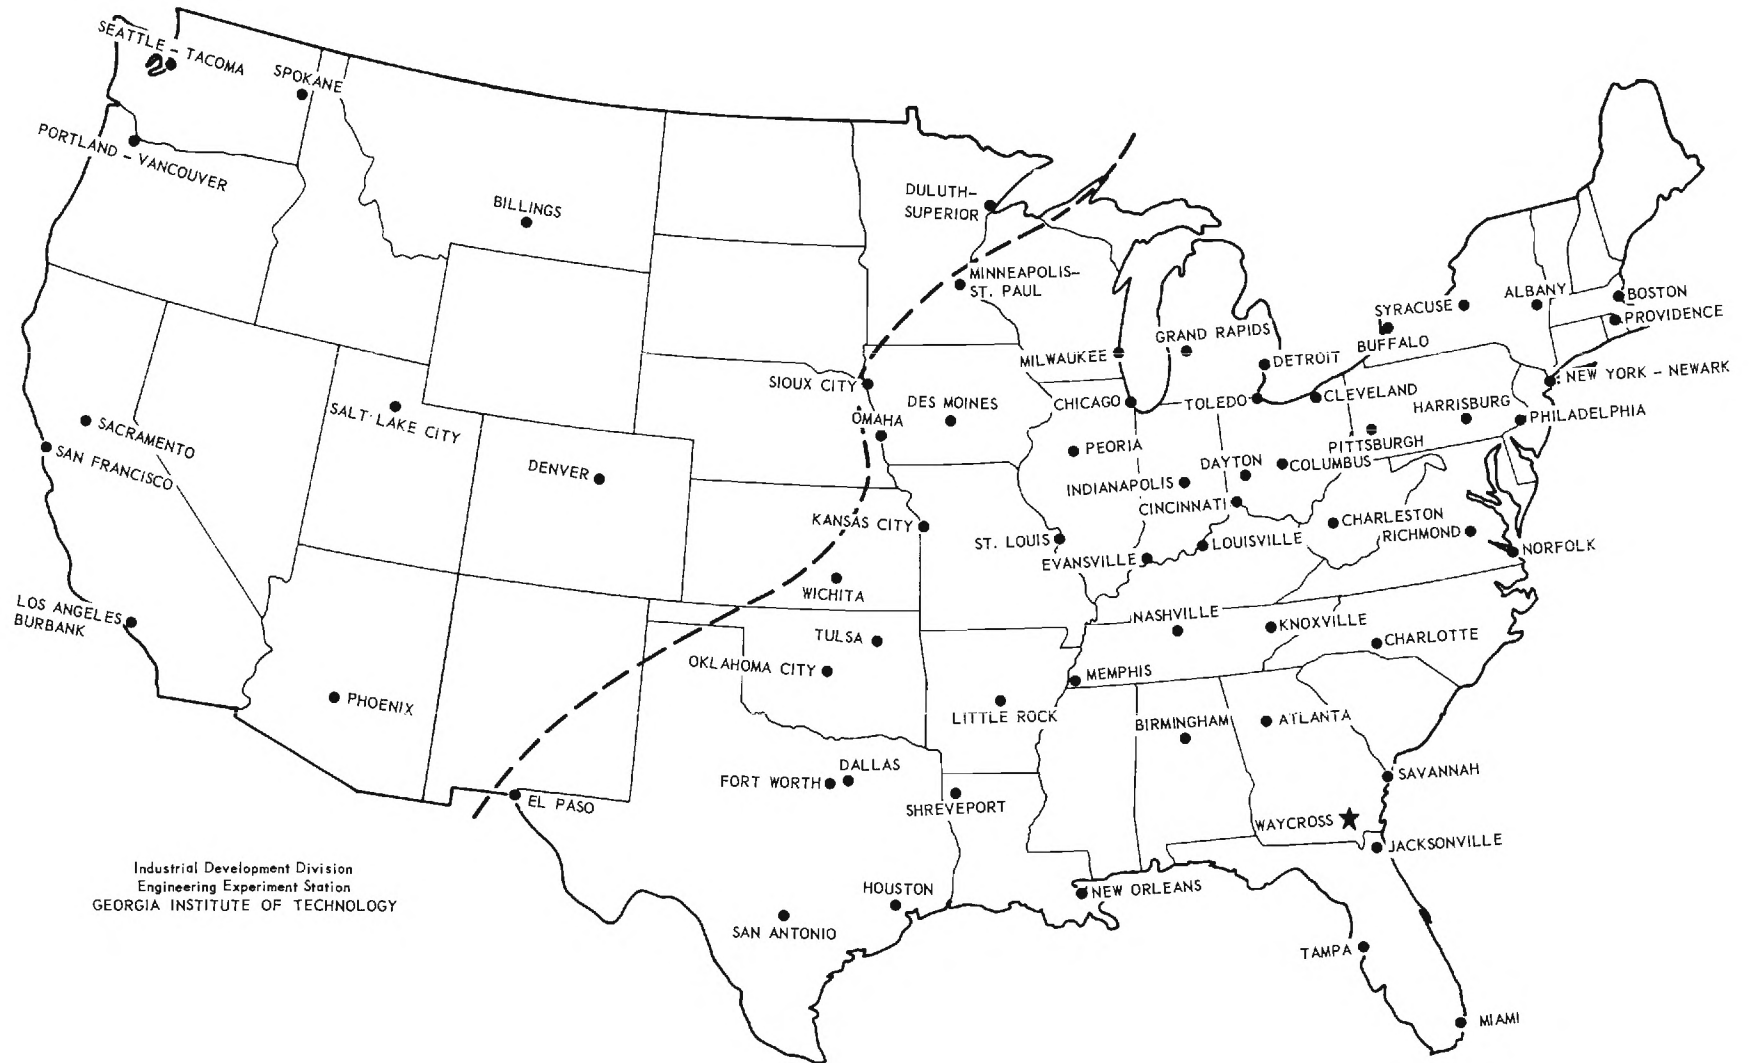 SEATTLE - TACOMA
SPOKANE
PORTLAND - VANCOUVER
BILLINGS
DULUTH-
SUPERIOR
MINNEAPOLIS-
ST. PAUL
SYRACUSE
ALBANY
BOSTON
PROVIDENCE
BUFFALO
GRAND RAPIDS
MILWAUKEE
DETROIT
NEW YORK - NEWARK
SIOUX CITY
DES MOINES
CHICAGO
TOLEDO
CLEVELAND
HARRISBURG
PHILADELPHIA
SALT LAKE CITY
OMAHA
SACRAMENTO
SAN FRANCISCO
PEORIA
PITTSBURGH
DENVER
DAYTON
COLUMBUS
INDIANAPOLIS
CINCINNATI
KANSAS CITY
ST. LOUIS
LOUISVILLE
CHARLESTON
RICHMOND
NORFOLK
EVANSVILLE
WICHITA
LOS ANGELES
BURBANK
NASHVILLE
KNOXVILLE
CHARLOTTE
TULSA
OKLAHOMA CITY
MEMPHIS
PHOENIX
LITTLE ROCK
BIRMINGHAM
ATLANTA
FORT WORTH
DALLAS
SAVANNAH
EL PASO
SHREVEPORT
WAYCROSS
JACKSONVILLE
Industrial Development Division
Engineering Experiment Station
GEORGIA INSTITUTE OF TECHNOLOGY
HOUSTON
NEW ORLEANS
SAN ANTONIO
TAMPA
MIAMI